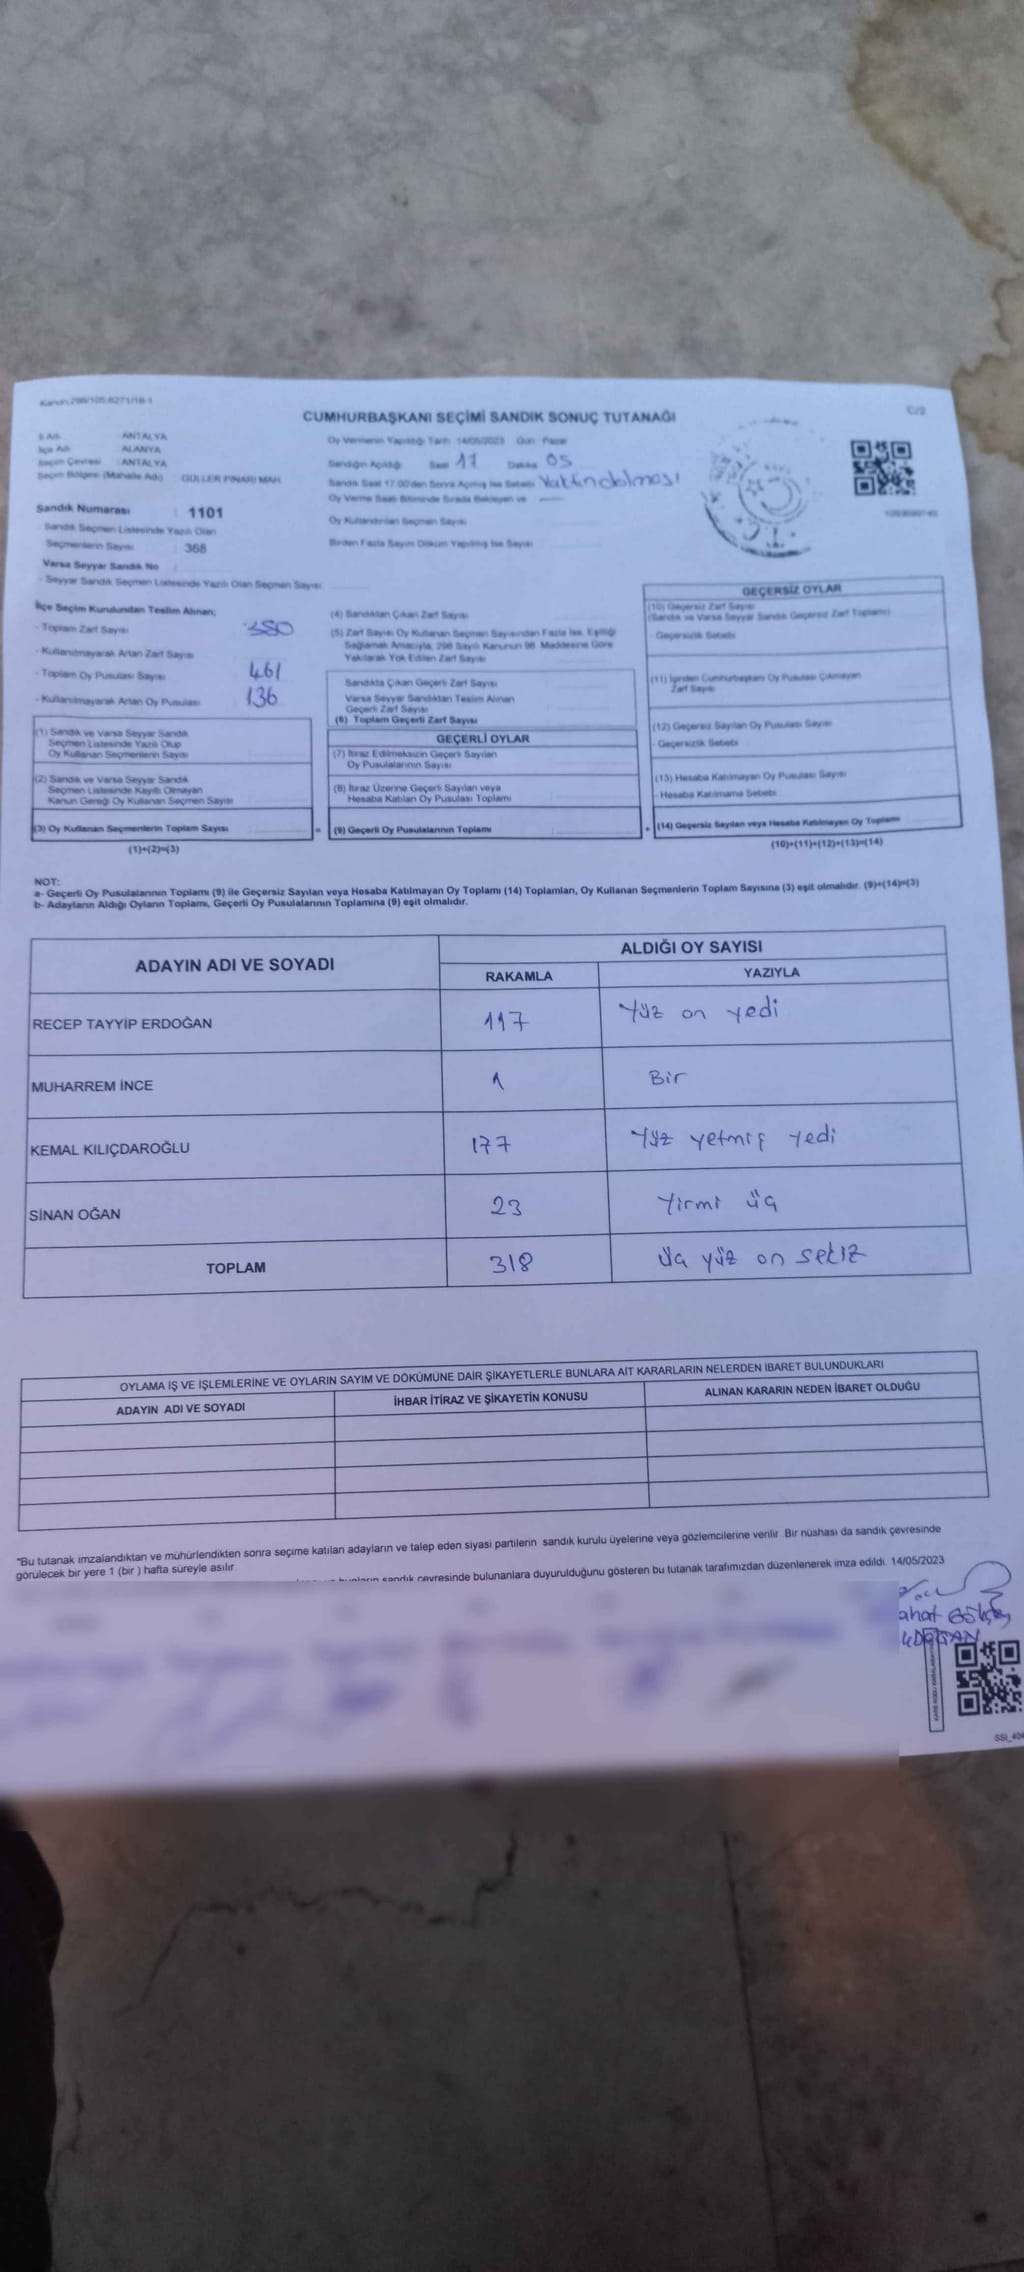 Kanun:298/105,6271/18-1
C/2
CUMHURBAŞKANI SEÇİMİ SANDIK SONUÇ TUTANAĞI
İli Adı : ANTALYA
İlçe Adı : ALANYA
Seçim Çevresi : ANTALYA
Seçim Bölgesi (Mahalle Adı) : GÜLLER PINARI MAH.
Sandık Numarası : 1101
Sandık Seçmen Listesinde Yazılı Olan
Seçmenlerin Sayısı : 368
Varsa Seyyar Sandık No
- Seyyar Sandık Seçmen Listesinde Yazılı Olan Seçmen Sayısı:
Oy Vermenin Yapıldığı Tarih: 14/05/2023 Gün: Pazar
Sandığın Açıldığı Saat 17 Dakika 05
Sandık Saat 17.00'den Sonra Açılmış İse Sebebi
Oy Verme Saati Bitiminde Sırada Bekleyen ve
Oy Kullandırılan Seçmen Sayısı
Birden Fazla Sayım Döküm Yapılmış İse Sayısı
İlçe Seçim Kurulundan Teslim Alınan;
- Toplam Zarf Sayısı 380
- Kullanılmayarak Artan Zarf Sayısı
- Toplam Oy Pusulası Sayısı 461
- Kullanılmayarak Artan Oy Pusulası 136
(1) Sandık ve Varsa Seyyar Sandık
Seçmen Listesinde Yazılı Olup
Oy Kullanan Seçmenlerin Sayısı
(2) Sandık ve Varsa Seyyar Sandık
Seçmen Listesinde Kayıtlı Olmayan
Kanun Gereği Oy Kullanan Seçmen Sayısı
(3) Oy Kullanan Seçmenlerin Toplam Sayısı
(1)+(2)=(3)
(4) Sandıktan Çıkan Zarf Sayısı
(5) Zarf Sayısı Oy Kullanan Seçmen Sayısından Fazla İse, Eşitliği
Sağlamak Amacıyla, 298 Sayılı Kanunun 98. Maddesine Göre
Yakılarak Yok Edilen Zarf Sayısı
Sandıkta Çıkan Geçerli Zarf Sayısı
Varsa Seyyar Sandıktan Teslim Alınan
Geçerli Zarf Sayısı
(6) Toplam Geçerli Zarf Sayısı
GEÇERLİ OYLAR
(7) İtiraz Edilmeksizin Geçerli Sayılan
Oy Pusulalarının Sayısı
(8) İtiraz Üzerine Geçerli Sayılan veya
Hesaba Katılan Oy Pusulası Toplamı
= (9) Geçerli Oy Pusulalarının Toplamı
GEÇERSİZ OYLAR
(10) Geçersiz Zarf Sayısı
(Sandık ve Varsa Seyyar Sandık Geçersiz Zarf Toplamı)
- Geçersizlik Sebebi
(11) İçinden Cumhurbaşkanı Oy Pusulası Çıkmayan
Zarf Sayısı
(12) Geçersiz Sayılan Oy Pusulası Sayısı
- Geçersizlik Sebebi
(13) Hesaba Katılmayan Oy Pusulası Sayısı
- Hesaba Katılmama Sebebi
+ (14) Geçersiz Sayılan veya Hesaba Katılmayan Oy Toplamı
(10)+(11)+(12)+(13)=(14)
NOT:
a- Geçerli Oy Pusulalarının Toplamı (9) ile Geçersiz Sayılan veya Hesaba Katılmayan Oy Toplamı (14) Toplamları, Oy Kullanan Seçmenlerin Toplam Sayısına (3) eşit olmalıdır. (9)+(14)=(3)
b- Adayların Aldığı Oyların Toplamı, Geçerli Oy Pusulalarının Toplamına (9) eşit olmalıdır.
ADAYIN ADI VE SOYADI ALDIĞI OY SAYISI
RAKAMLA YAZIYLA
RECEP TAYYİP ERDOĞAN 117 Yüz on yedi
MUHARREM İNCE 1 Bir
KEMAL KILIÇDAROĞLU 177 Yüz yetmiş yedi
SİNAN OĞAN 23 Yirmi üç
TOPLAM 318 Üç yüz on sekiz
OYLAMA İŞ VE İŞLEMLERİNE VE OYLARIN SAYIM VE DÖKÜMÜNE DAİR ŞİKAYETLERLE BUNLARA AİT KARARLARIN NELERDEN İBARET BULUNDUKLARI
ADAYIN ADI VE SOYADI İHBAR İTİRAZ VE ŞİKAYETİN KONUSU ALINAN KARARIN NEDEN İBARET OLDUĞU
*Bu tutanak imzalandıktan ve mühürlendikten sonra seçime katılan adayların ve talep eden siyasi partilerin sandık kurulu üyelerine veya gözlemcilerine verilir. Bir nüshası da sandık çevresinde
görülecek bir yere 1 (bir ) hafta süreyle asılır.
sandık çevresinde bulunanlara duyurulduğunu gösteren bu tutanak tarafımızdan düzenlenerek imza edildi. 14/05/2023